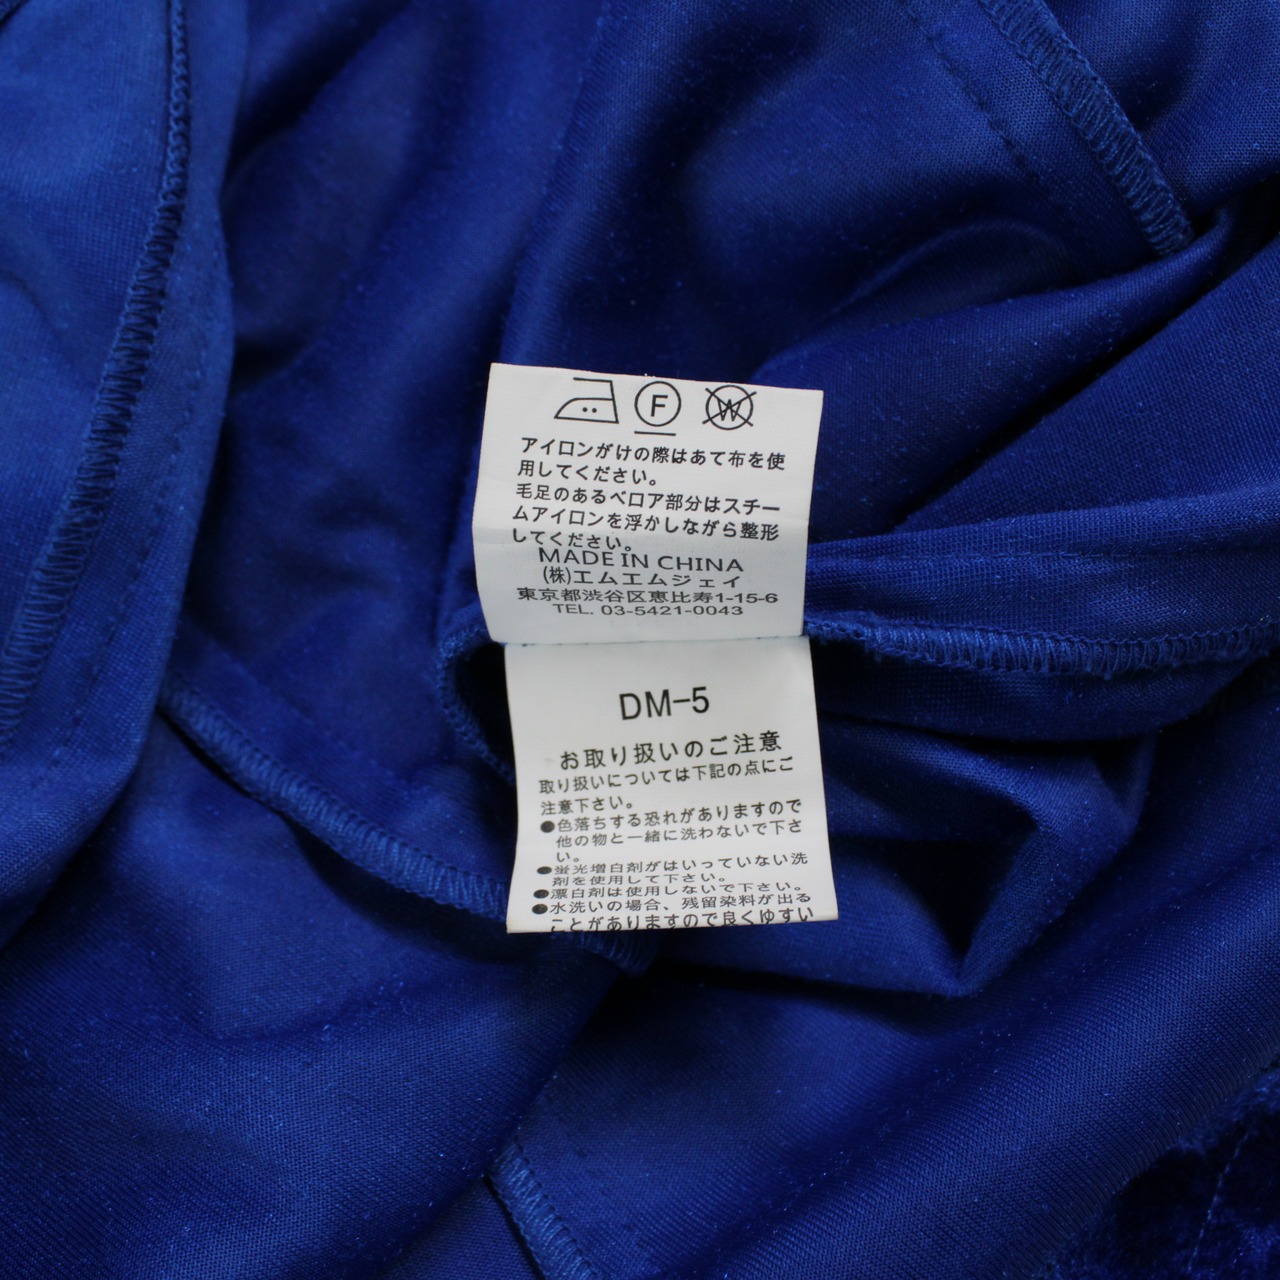 F W
アイロンがけの際はあて布を使
用してください。
毛足のあるベロア部分はスチー
ムアイロンを浮かしながら整形
してください。
MADE IN CHINA
(株)エムエムジェイ
東京都渋谷区恵比寿1-15-6
TEL. 03-5421-0043
DM-5
お取り扱いのご注意
取り扱いについては下記の点にご
注意下さい。
●色落ちする恐れがありますので
他の物と一緒に洗わないで下さ
い。
●蛍光増白剤がはいっていない洗
剤を使用して下さい。
●漂白剤は使用しないで下さい。
●水洗いの場合、残留染料が出る
ことがありますので良くゆすい